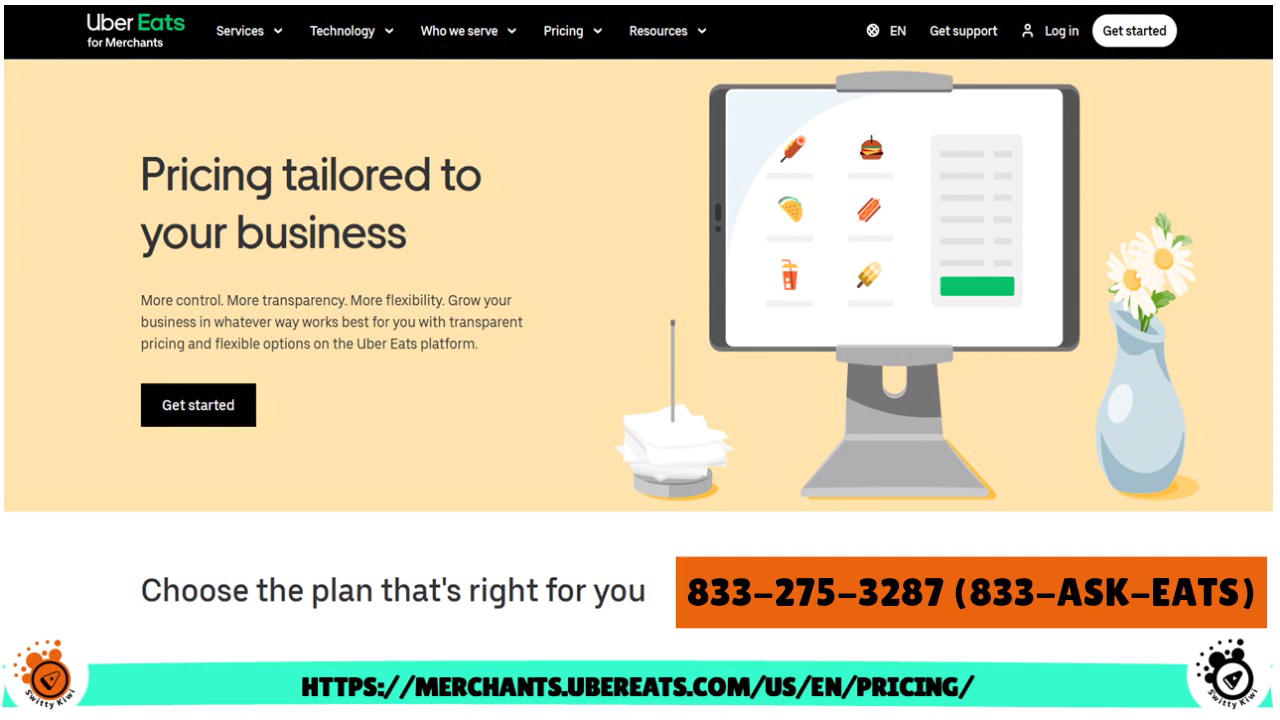 Uber Eats
for Merchants
Services
Technology
Who we serve
Pricing
Resources
EN
Get support
Log in
Get started
Pricing tailored to
your business
More control. More transparency. More flexibility. Grow your
business in whatever way works best for you with transparent
pricing and flexible options on the Uber Eats platform.
Get started
Choose the plan that's right for you
833-275-3287 (833-ASK-EATS)
Switty Kiwi
HTTPS://MERCHANTS.UBEREATS.COM/US/EN/PRICING/
Switty Kiwi